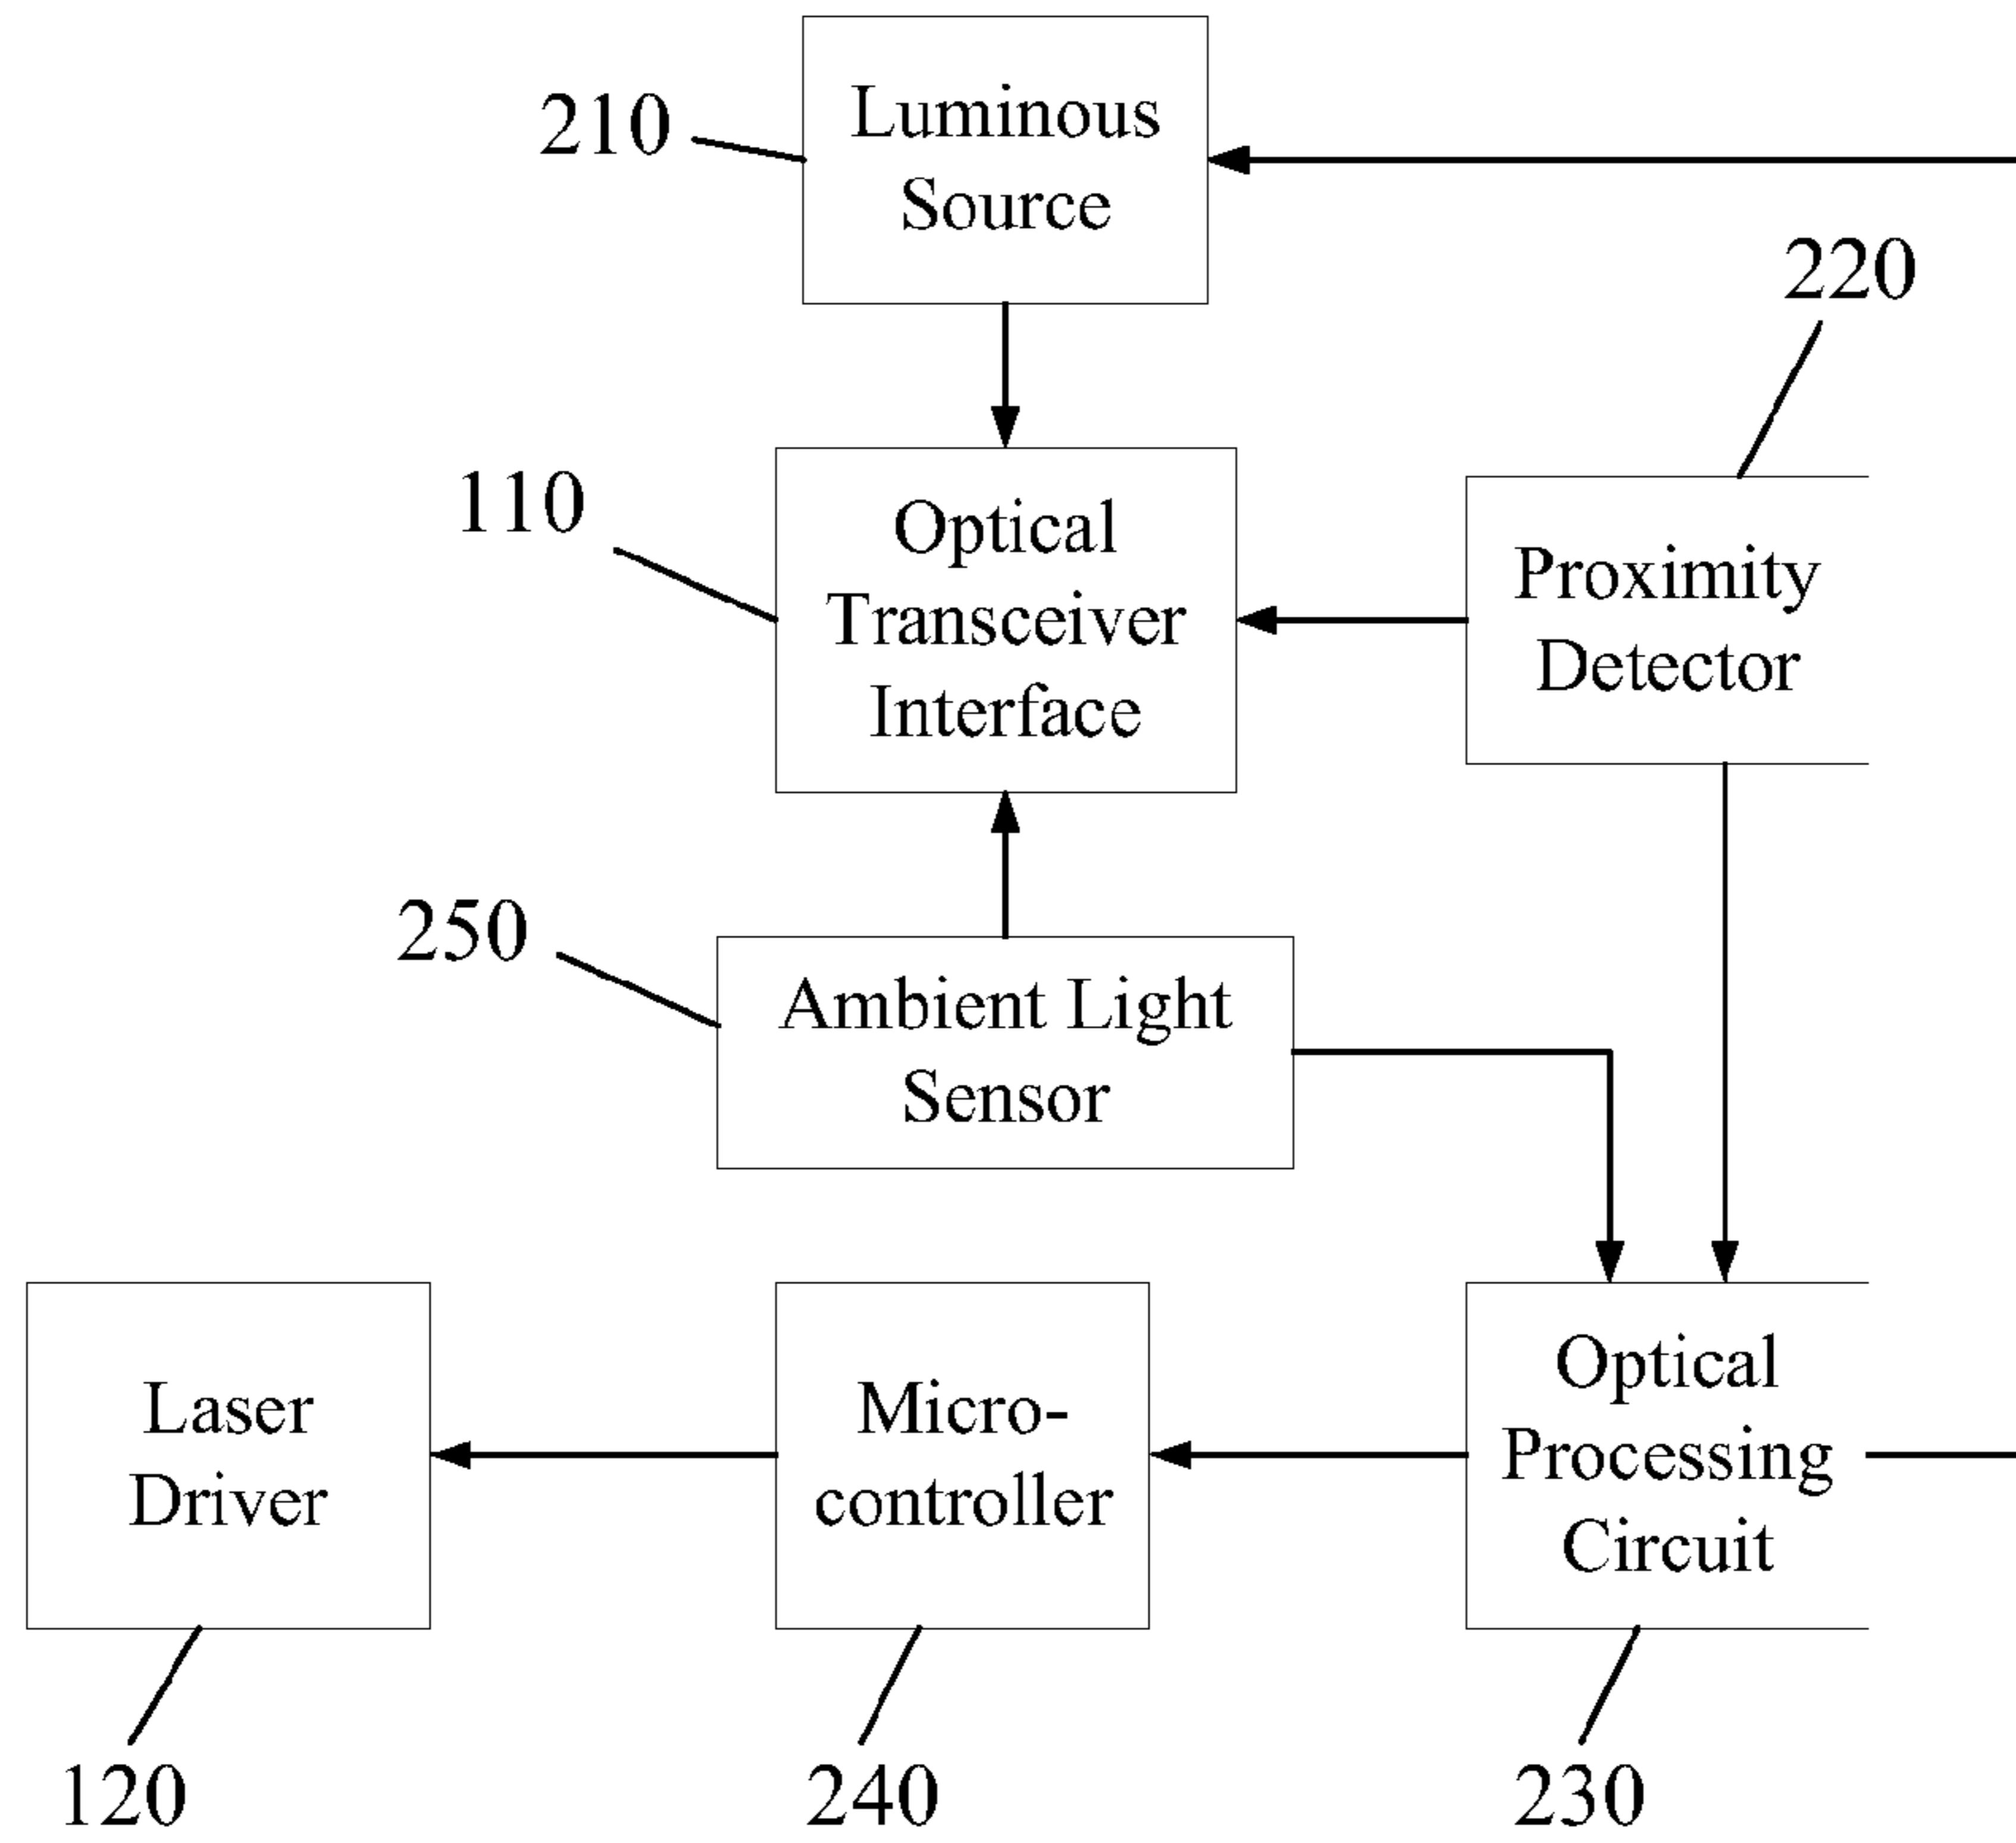 210
Luminous
Source
220
110
Optical
Transceiver
Interface
Proximity
Detector
250
Ambient Light
Sensor
Laser
Driver
Micro-
controller
Optical
Processing
Circuit
120
240
230